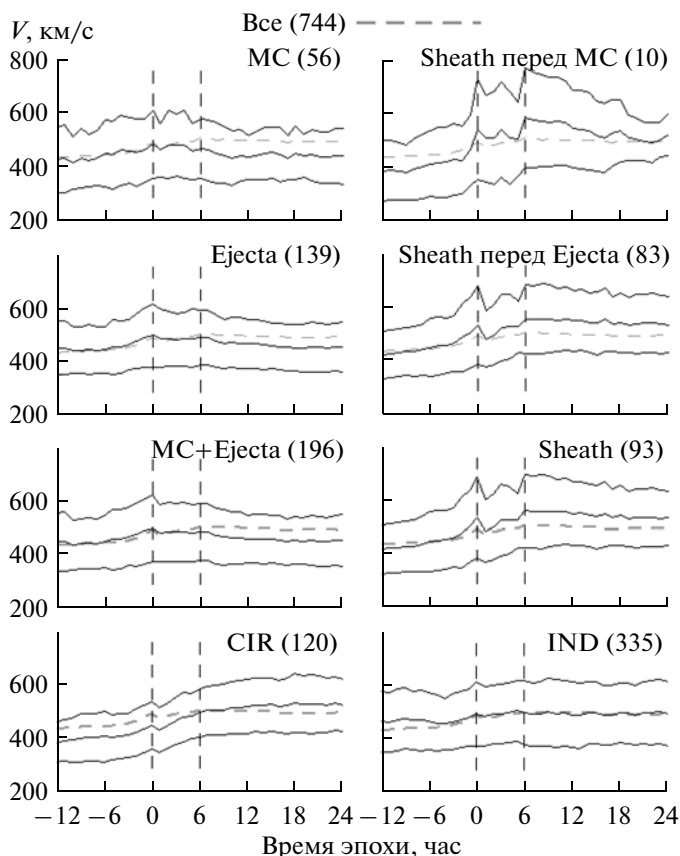 V, км/с
Все (744)
800
600
400
200
MC (56)
Sheath перед MC (10)
600
400
200
Ejecta (139)
Sheath перед Ejecta (83)
600
400
200
MC+Ejecta (196)
Sheath (93)
600
400
200
CIR (120)
IND (335)
−12 −6 0 6 12 18 24
−12 −6 0 6 12 18 24
Время эпохи, час